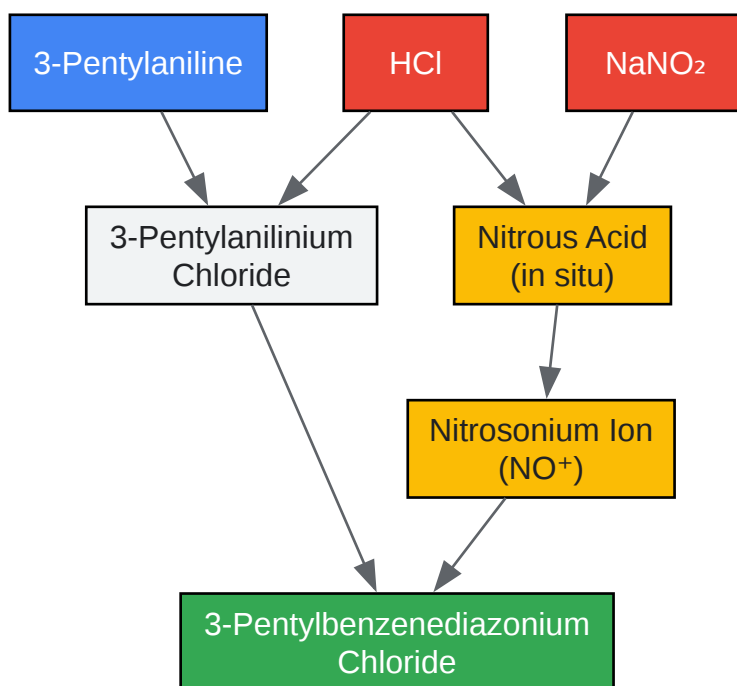 3-Pentylaniline
HCl
NaNO₂
3-Pentylanilinium
Chloride
Nitrous Acid
(in situ)
Nitrosonium Ion
(NO⁺)
3-Pentylbenzenediazonium
Chloride